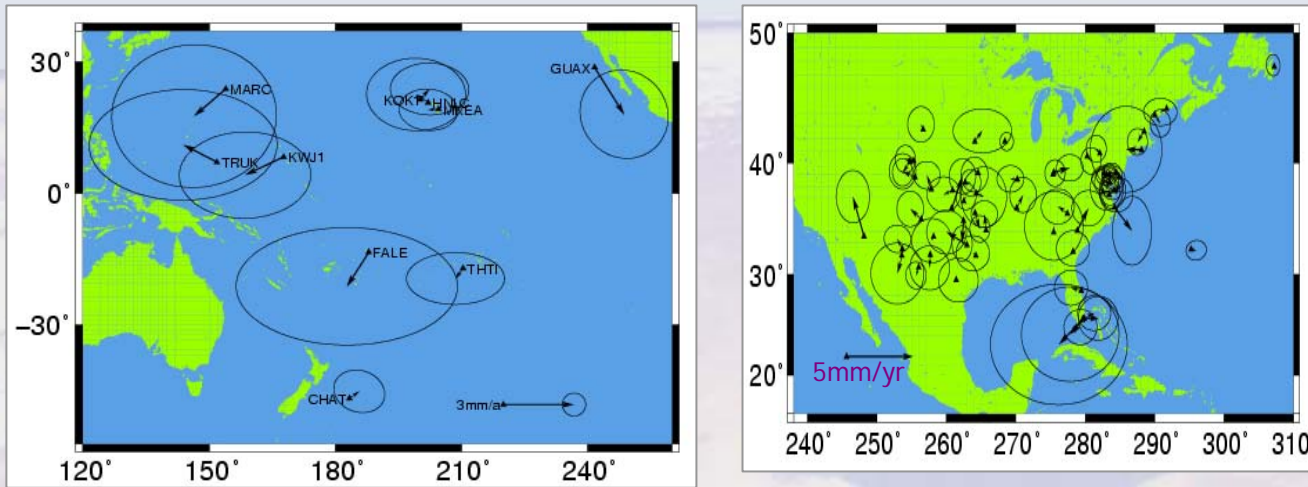 30°
0°
−30°
120 150 180 210 240
MARC
TRUK
KWJ1
KOK1
HNLC
MKEA
GUAX
FALE
THTI
CHAT
3mm/a
50°
40°
30°
20°
240 250 260 270 280 290 300 310
5mm/yr